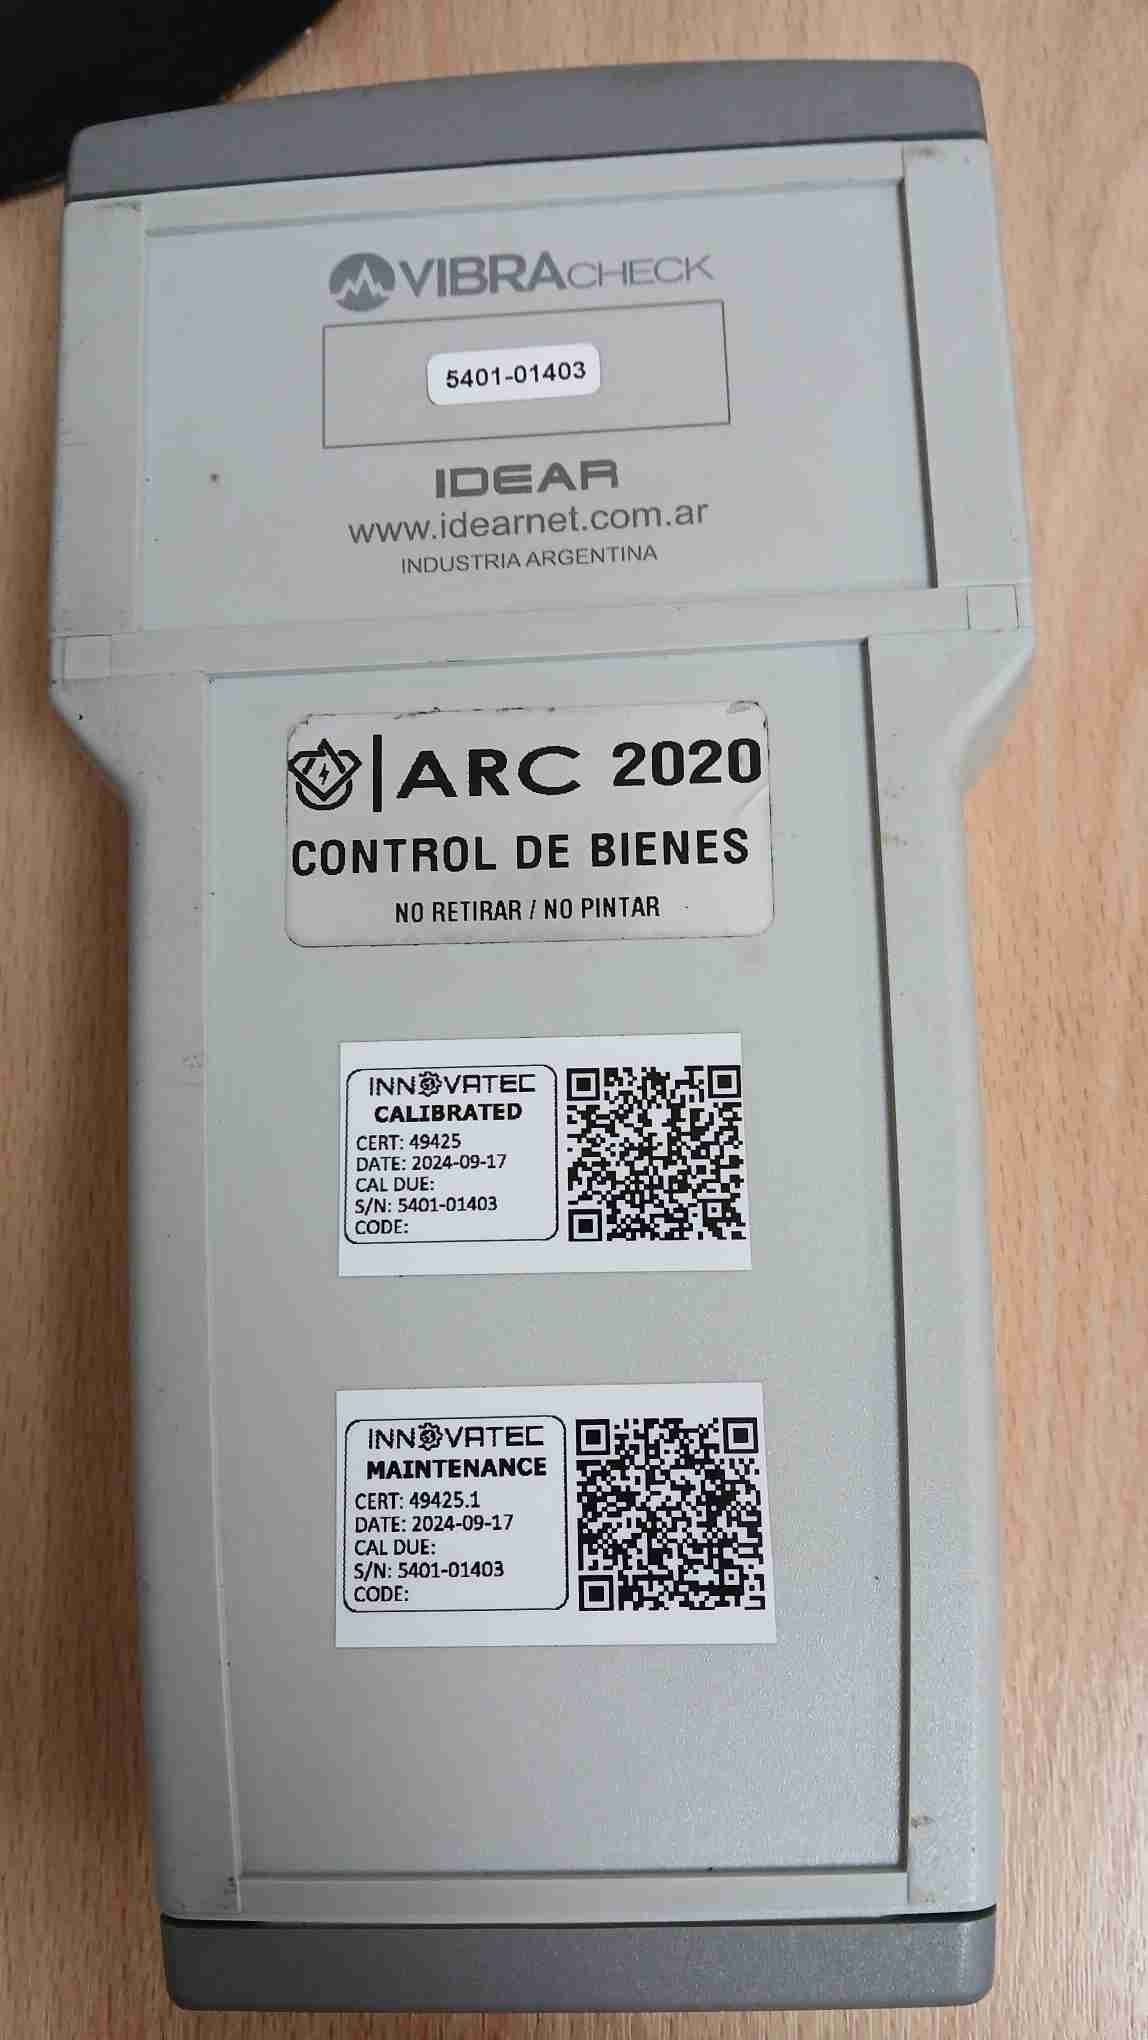 VIBRACHECK
5401-01403
IDEAR
www.idearnet.com.ar
INDUSTRIA ARGENTINA
ARC 2020
CONTROL DE BIENES
NO RETIRAR / NO PINTAR
INNOVATEC
CALIBRATED
CERT: 49425
DATE: 2024-09-17
CAL DUE:
S/N: 5401-01403
CODE:
INNOVATEC
MAINTENANCE
CERT: 49425.1
DATE: 2024-09-17
CAL DUE:
S/N: 5401-01403
CODE: